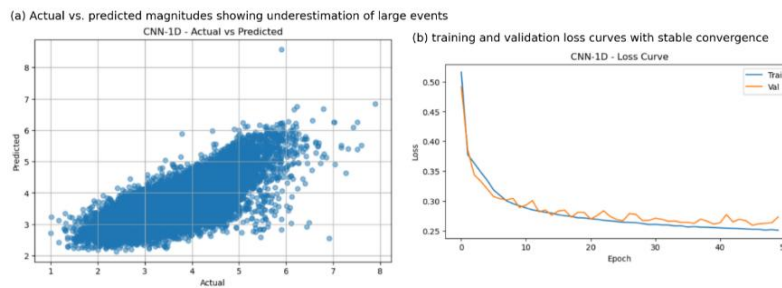 (a) Actual vs. predicted magnitudes showing underestimation of large events
CNN-1D - Actual vs Predicted
Predicted
8
7
6
5
4
3
2
1 2 3 4 5 6 7 8
Actual
(b) training and validation loss curves with stable convergence
CNN-1D - Loss Curve
Loss
0.50
0.45
0.40
0.35
0.30
0.25
0 10 20 30 40
Epoch
Val